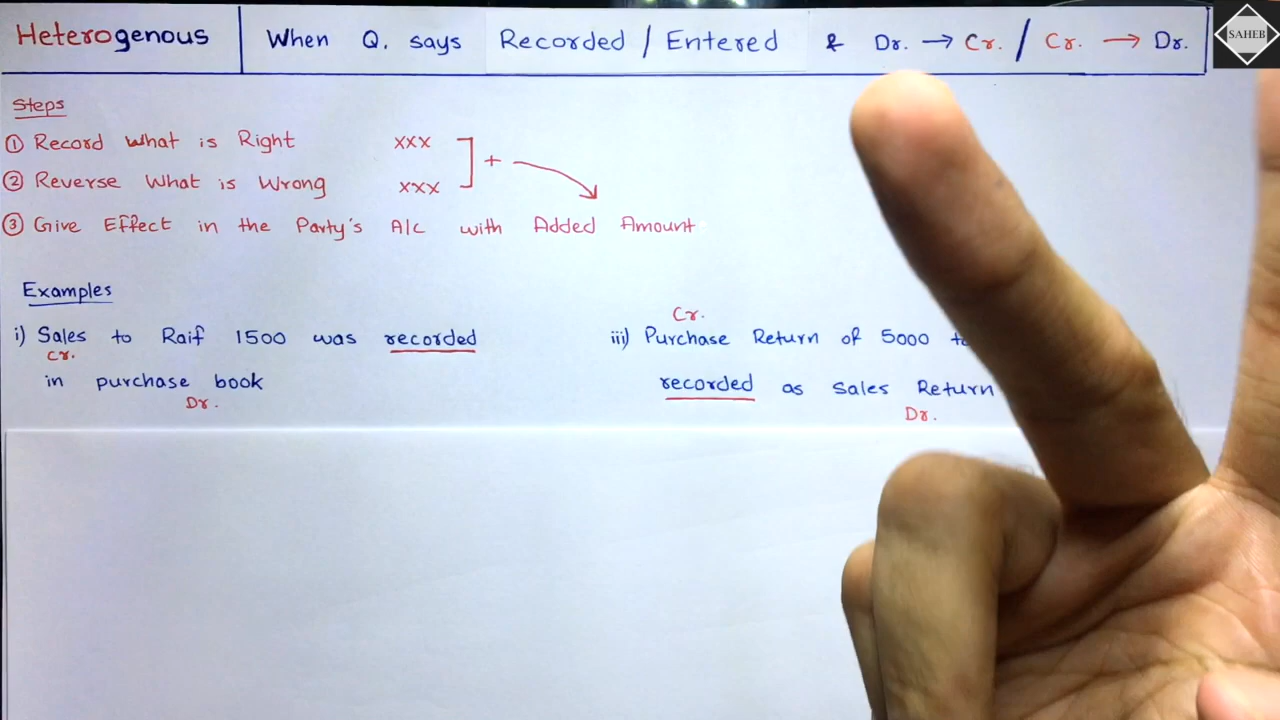 Heterogenous When Q. says Recorded / Entered & Dr. → Cr. / Cr. → Dr.
SAHEB
Steps
① Record What is Right xxx
+
② Reverse What is Wrong xxx
③ Give Effect in the Party's A/c with Added Amount
Examples
i) Sales to Raif 1500 was recorded
Cr.
in purchase book
Dr.
Cr.
iii) Purchase Return of 5000
recorded as Sales Return
Dr.